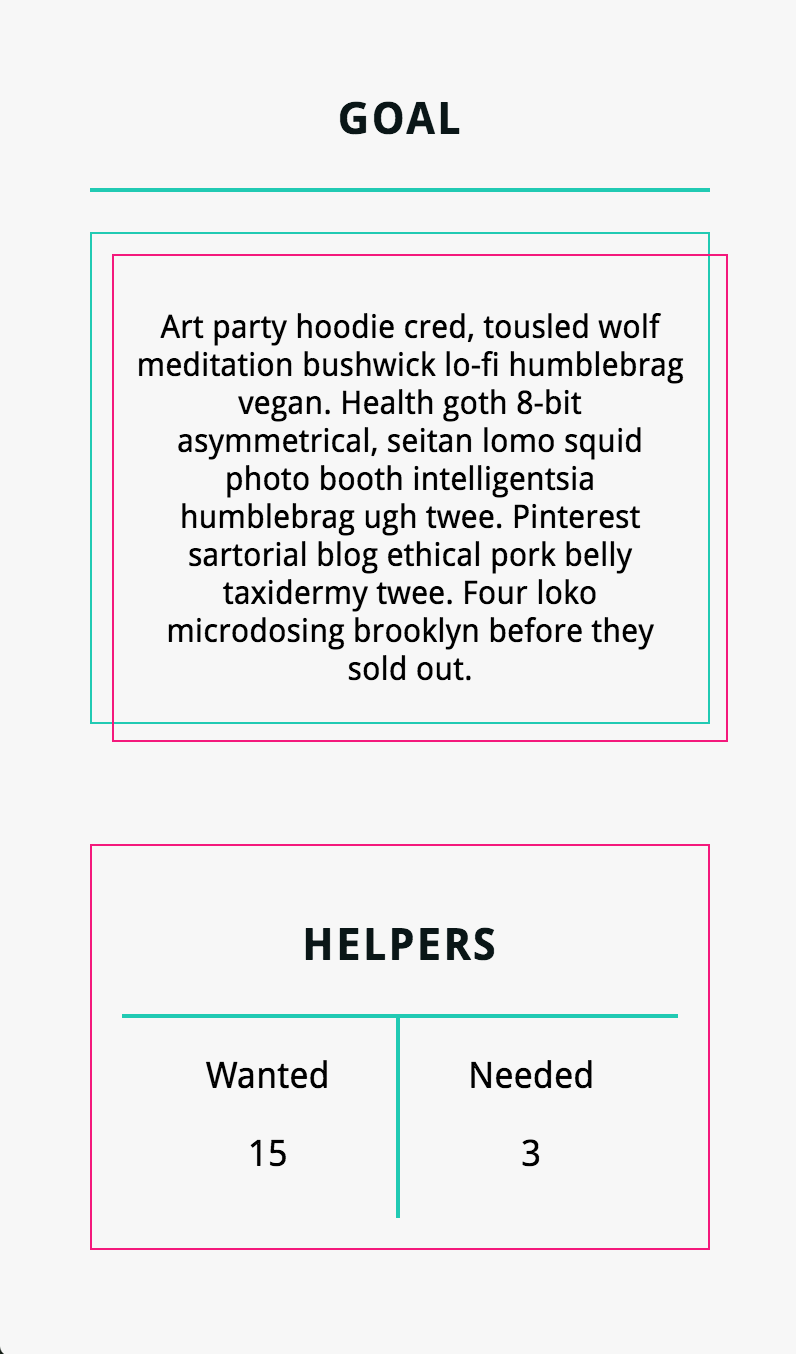 GOAL
Art party hoodie cred, tousled wolf
meditation bushwick lo-fi humblebrag
vegan. Health goth 8-bit
asymmetrical, seitan lomo squid
photo booth intelligentsia
humblebrag ugh twee. Pinterest
sartorial blog ethical pork belly
taxidermy twee. Four loko
microdosing brooklyn before they
sold out.
HELPERS
Wanted Needed
15 3